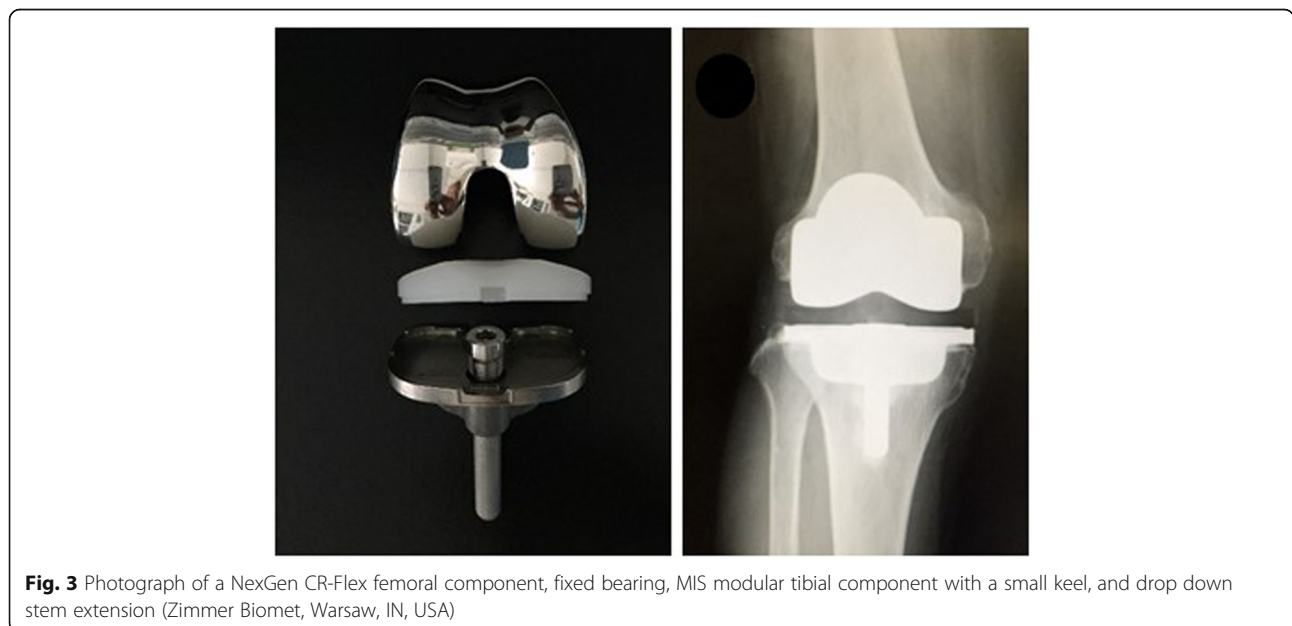 Fig. 3 Photograph of a NexGen CR-Flex femoral component, fixed bearing, MIS modular tibial component with a small keel, and drop down
stem extension (Zimmer Biomet, Warsaw, IN, USA)